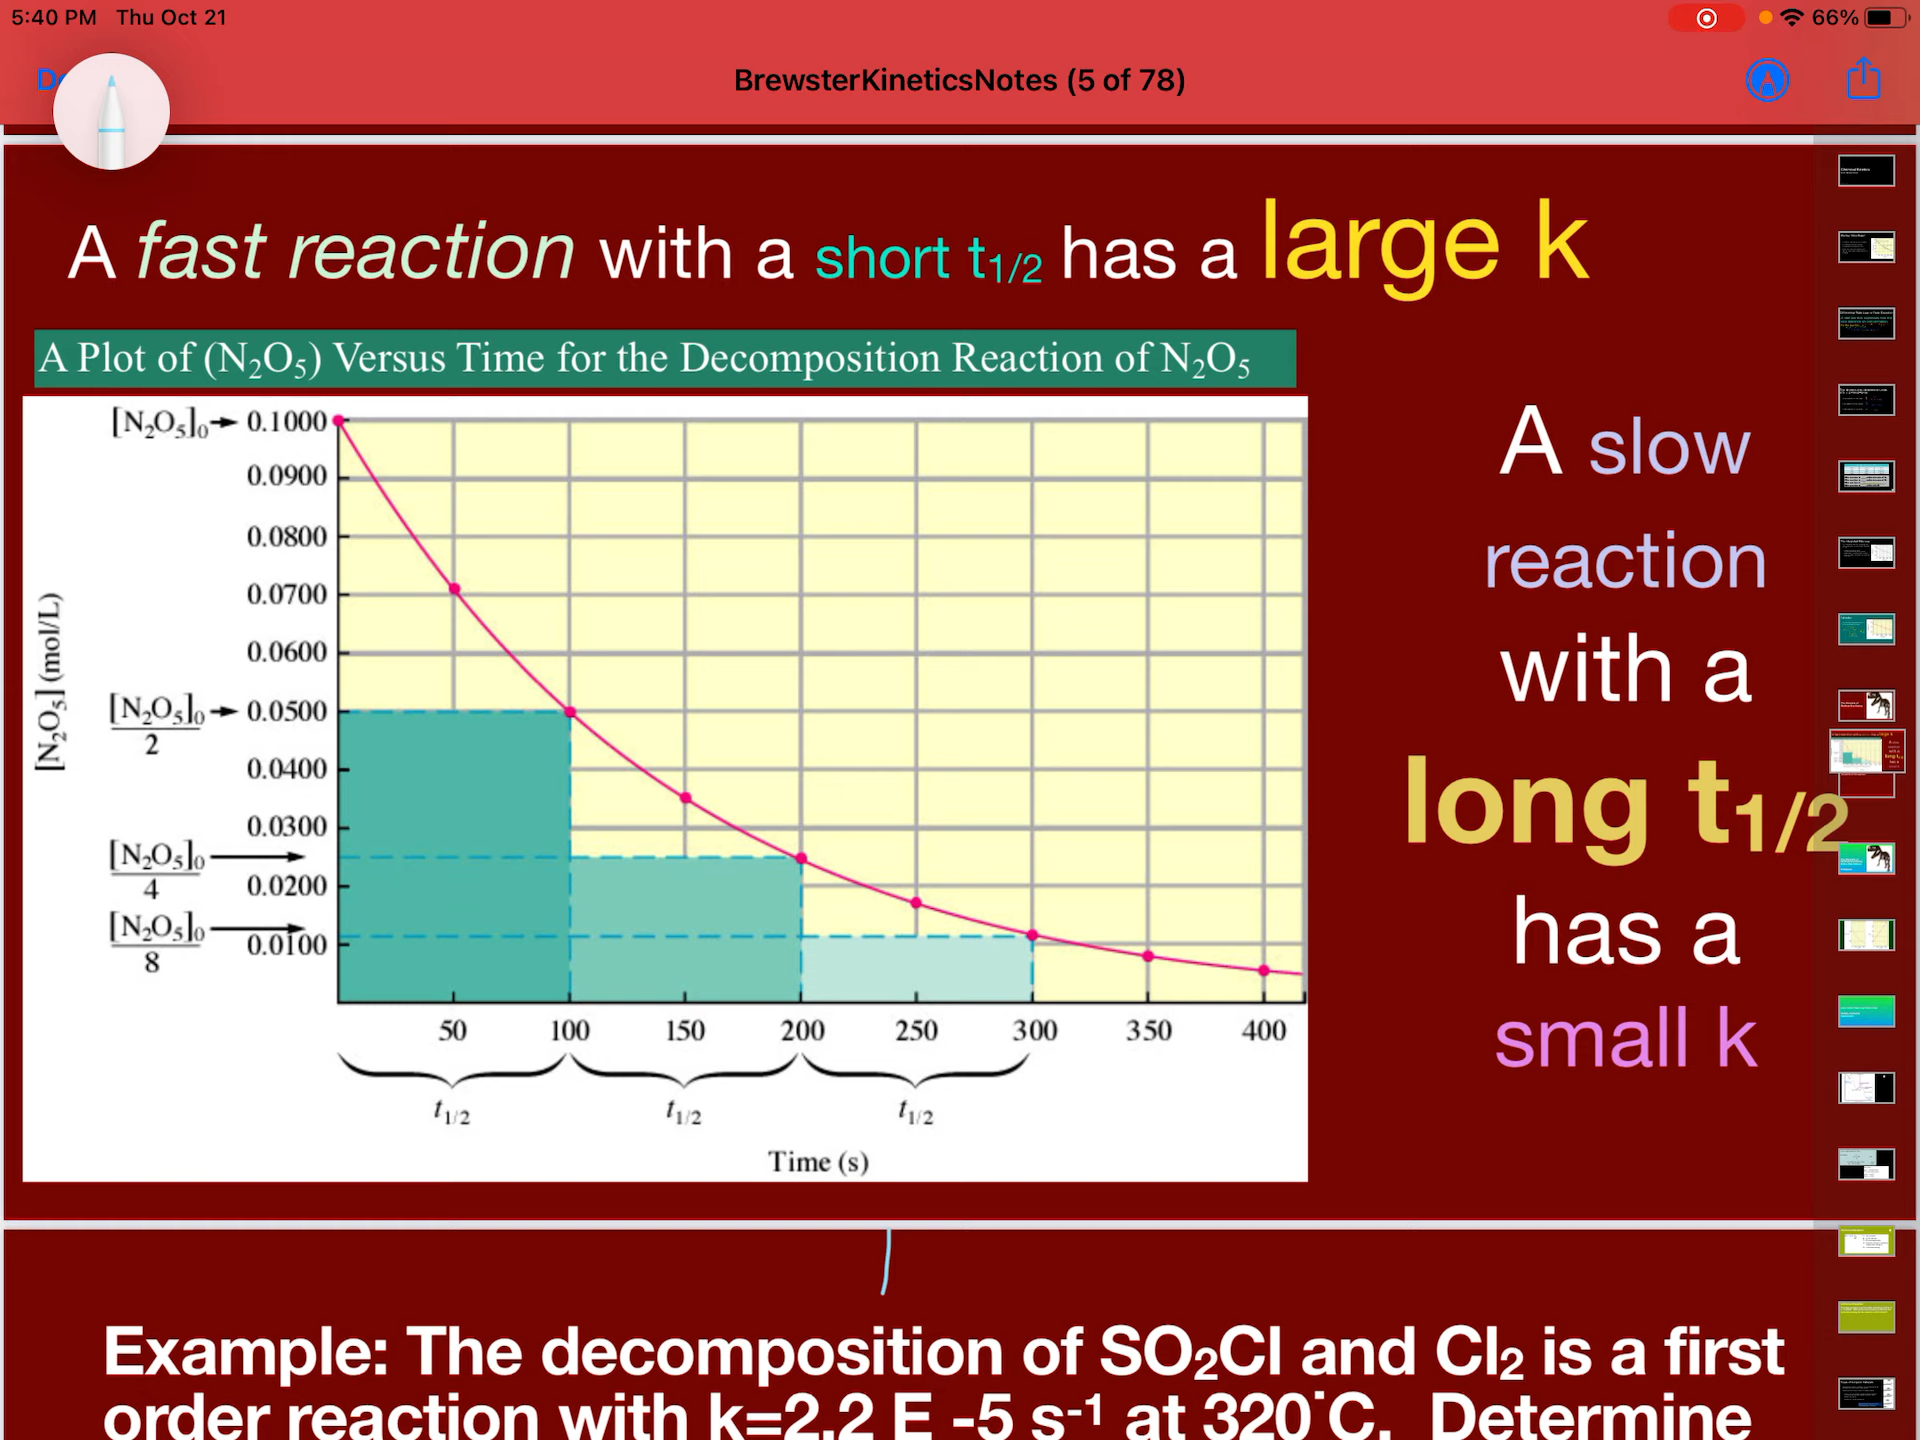 5:40 PM Thu Oct 21
66%
BrewsterKineticsNotes (5 of 78)
A fast reaction with a short t1/2 has a large k
A Plot of (N₂O₅) Versus Time for the Decomposition Reaction of N₂O₅
[N₂O₅]₀ → 0.1000
0.0900
0.0800
0.0700
0.0600
[N₂O₅]₀/2 → 0.0500
0.0400
0.0300
[N₂O₅]₀/4 →
0.0200
[N₂O₅]₀/8 →
0.0100
[N₂O₅] (mol/L)
50 100 150 200 250 300 350 400
t1/2 t1/2 t1/2
Time (s)
A slow
reaction
with a
long t1/2
has a
small k
Example: The decomposition of SO₂Cl and Cl₂ is a first
order reaction with k=2.2 E -5 s⁻¹ at 320˙C. Determine